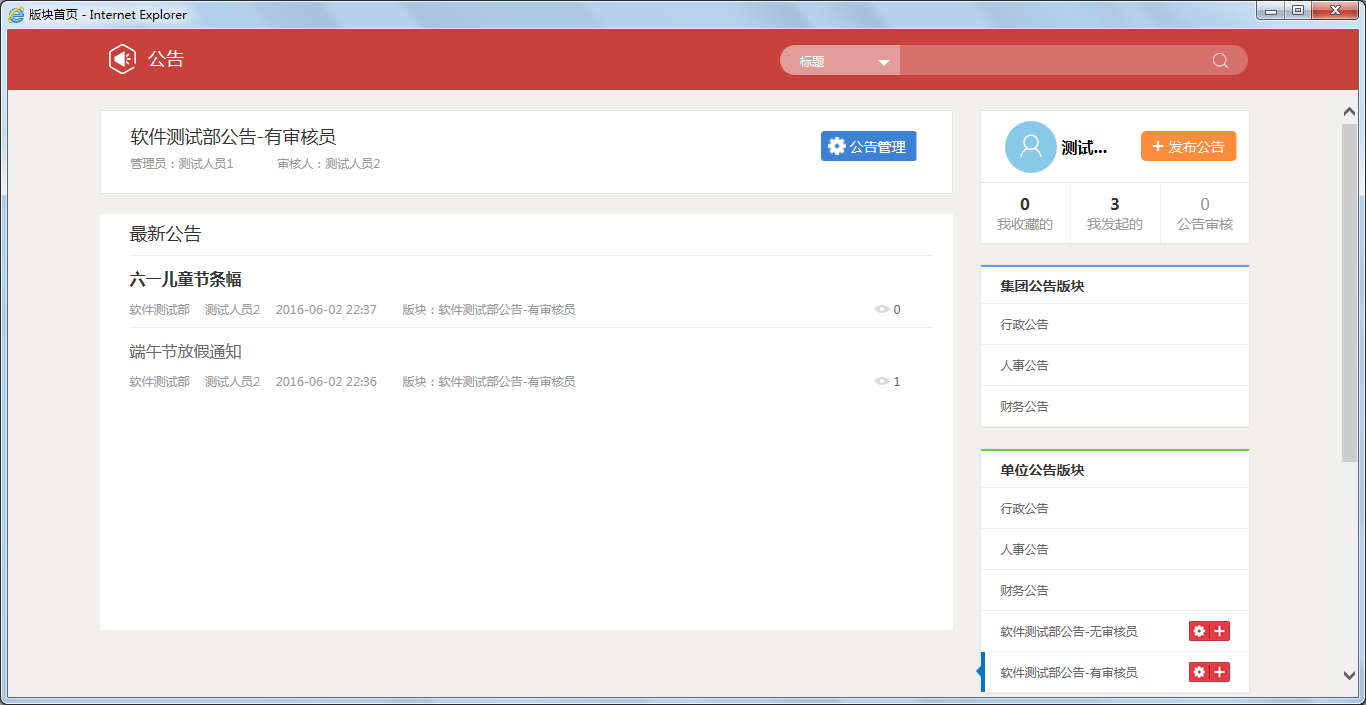 版块首页 - Internet Explorer
公告
标题
软件测试部公告-有审核员
管理员：测试人员1 审核人：测试人员2
公告管理
最新公告
六一儿童节条幅
软件测试部 测试人员2 2016-06-02 22:37 版块：软件测试部公告-有审核员 0
端午节放假通知
软件测试部 测试人员2 2016-06-02 22:36 版块：软件测试部公告-有审核员 1
测试...
+ 发布公告
0 3 0
我收藏的 我发起的 公告审核
集团公告版块
行政公告
人事公告
财务公告
单位公告版块
行政公告
人事公告
财务公告
软件测试部公告-无审核员
软件测试部公告-有审核员